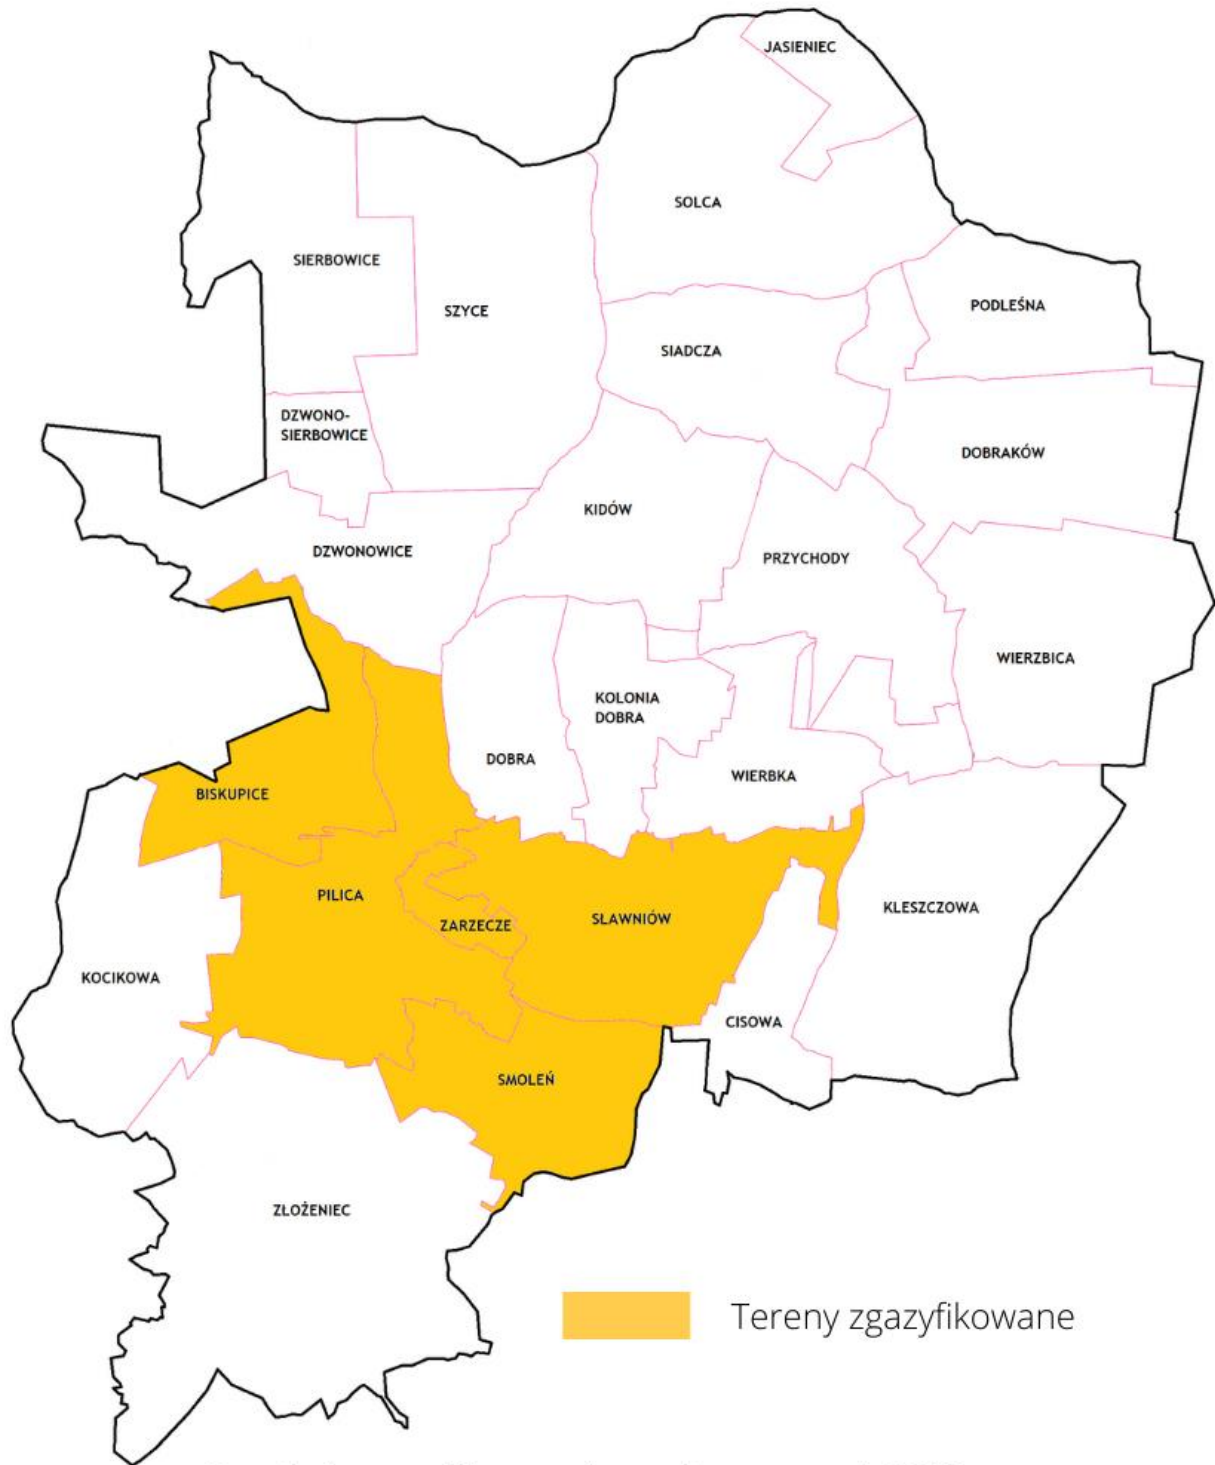 JASIENIEC
SOLCA
SIERBOWICE
PODLEŚNA
SZYCE
SIADCZA
DZWONO-
SIERBOWICE
DOBRAKÓW
KIDÓW
DZWONOWICE
PRZYCHODY
WIERZBICA
KOLONIA
DOBRA
DOBRA
WIERBKA
BISKUPICE
PILICA
KLESZCZOWA
SŁAWNIÓW
ZARZECZE
KOCIKOWA
CISOWA
SMOLEŃ
ZŁOŻENIEC
Tereny zgazyfikowane